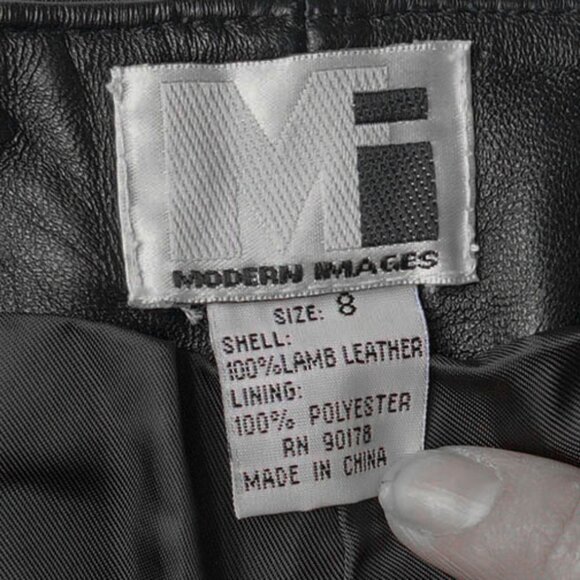 Mi
MODERN IMAGES
SIZE: 8
SHELL:
100%LAMB LEATHER
LINING:
100% POLYESTER
RN 90178
MADE IN CHINA